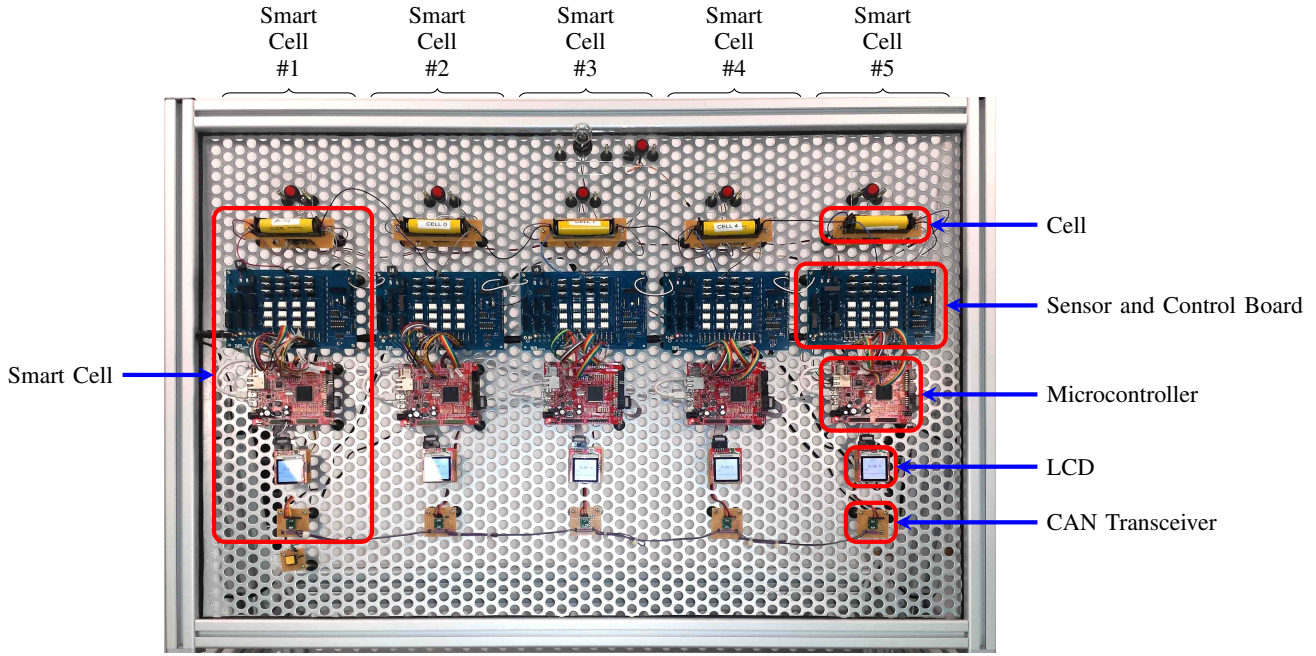 Smart
Cell
#1
Smart
Cell
#2
Smart
Cell
#3
Smart
Cell
#4
Smart
Cell
#5
CELL 0
CELL 4
Cell
Sensor and Control Board
Smart Cell
Microcontroller
LCD
CAN Transceiver